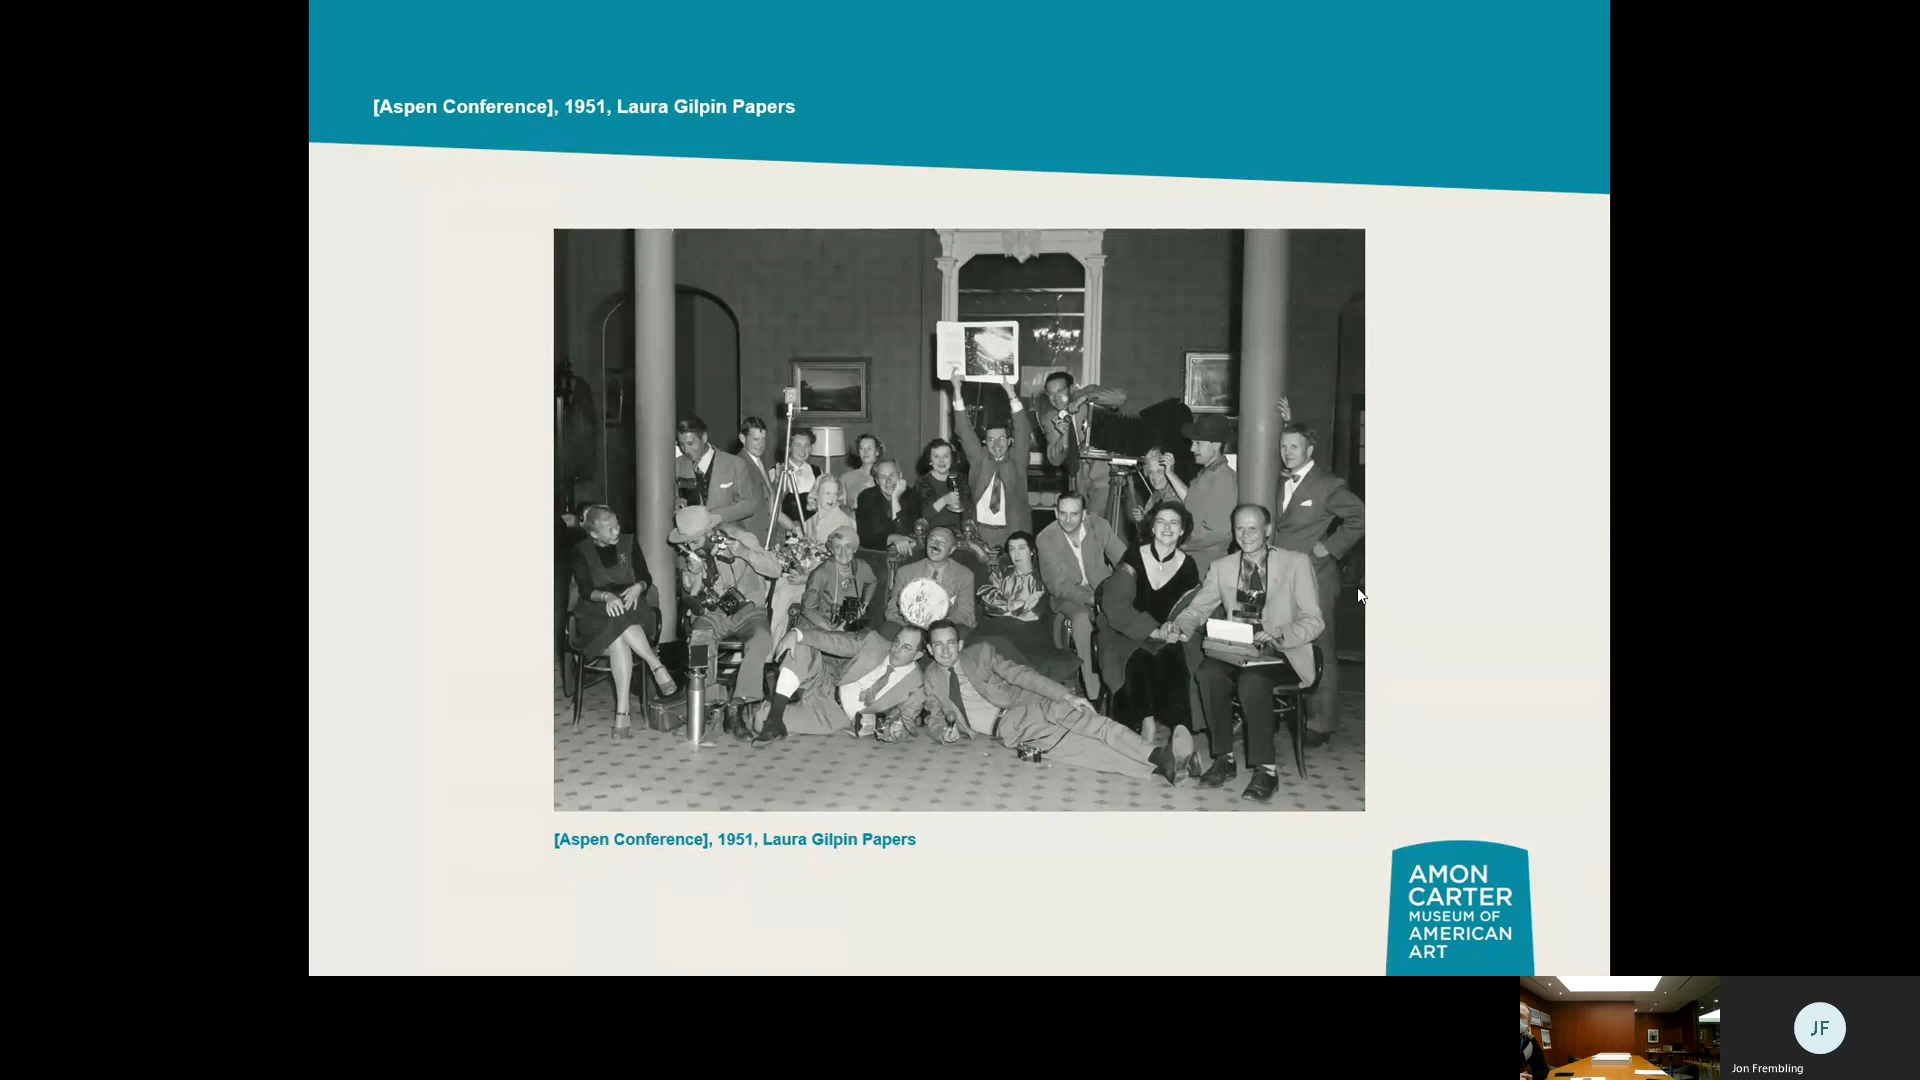 [Aspen Conference], 1951, Laura Gilpin Papers
[Aspen Conference], 1951, Laura Gilpin Papers
AMON
CARTER
MUSEUM OF
AMERICAN
ART
JF
Jon Frembling